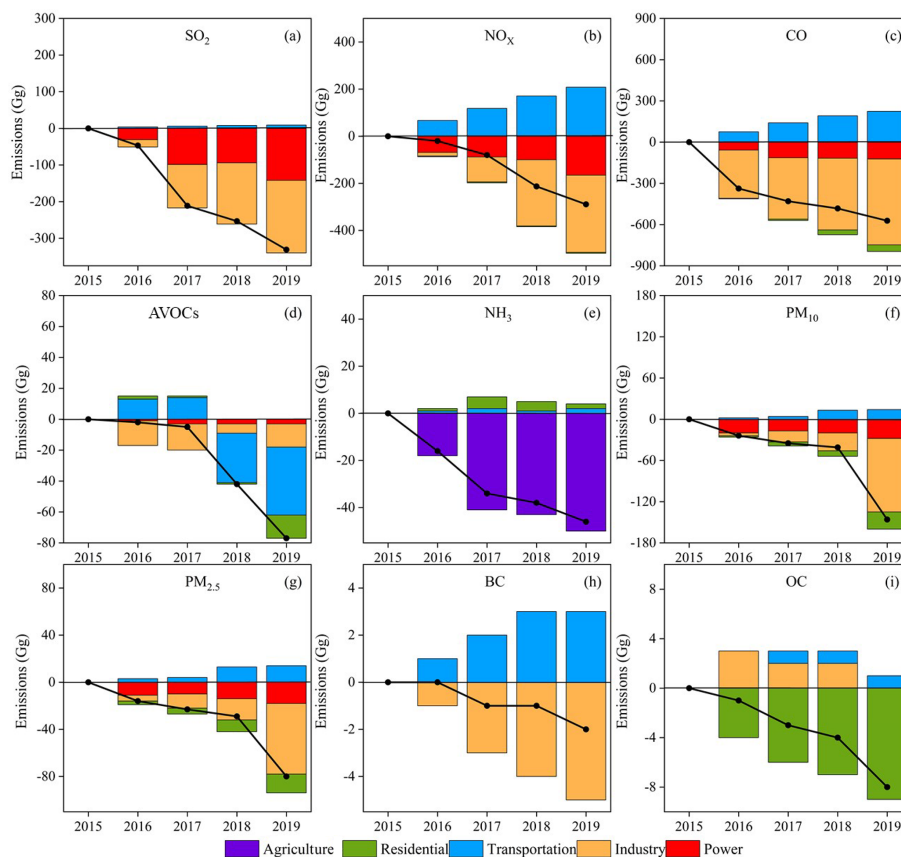 SO2 (a)
300
200
100
0
-100
-200
-300
Emissions (Gg)
2015 2016 2017 2018 2019
NOX (b)
400
200
0
-200
-400
Emissions (Gg)
2015 2016 2017 2018 2019
CO (c)
900
600
300
0
-300
-600
-900
Emissions (Gg)
2015 2016 2017 2018 2019
AVOCs (d)
80
60
40
20
0
-20
-40
-60
-80
Emissions (Gg)
2015 2016 2017 2018 2019
NH3 (e)
40
20
0
-20
-40
Emissions (Gg)
2015 2016 2017 2018 2019
PM10 (f)
180
120
60
0
-60
-120
-180
Emissions (Gg)
2015 2016 2017 2018 2019
PM2.5 (g)
80
40
0
-40
-80
Emissions (Gg)
2015 2016 2017 2018 2019
BC (h)
4
2
0
-2
-4
Emissions (Gg)
2015 2016 2017 2018 2019
OC (i)
8
4
0
-4
-8
Emissions (Gg)
2015 2016 2017 2018 2019
Agriculture Residential Transportation Industry Power